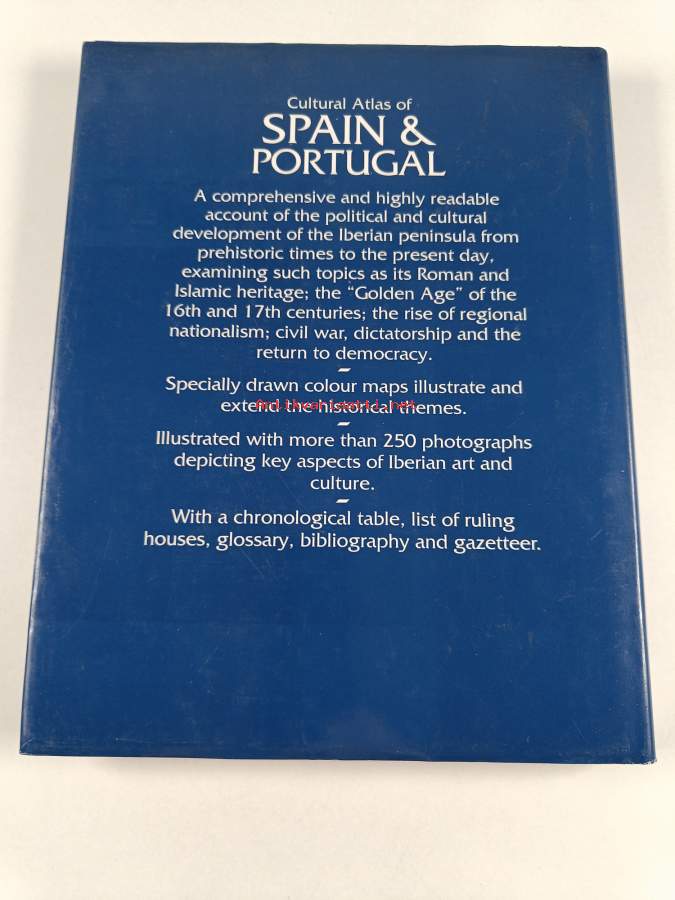 Cultural Atlas of
SPAIN &
PORTUGAL
A comprehensive and highly readable
account of the political and cultural
development of the Iberian peninsula from
prehistoric times to the present day,
examining such topics as its Roman and
Islamic heritage; the “Golden Age” of the
16th and 17th centuries; the rise of regional
nationalism; civil war, dictatorship and the
return to democracy.
Specially drawn colour maps illustrate and
extend the historical themes.
Antikvariaatti.net
Illustrated with more than 250 photographs
depicting key aspects of Iberian art and
culture.
With a chronological table, list of ruling
houses, glossary, bibliography and gazetteer.